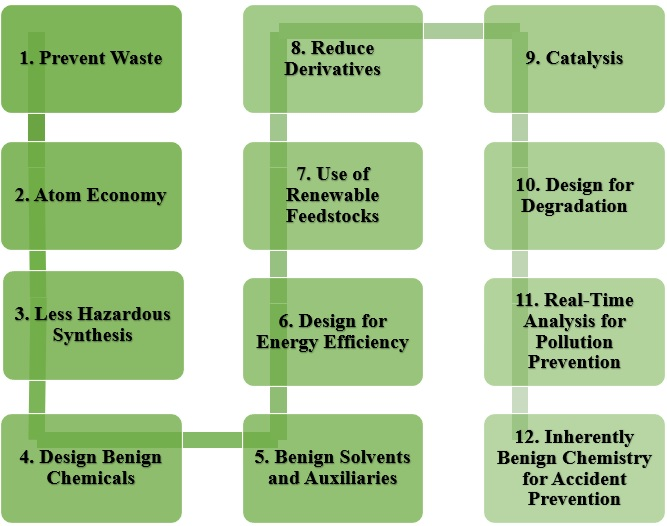 1. Prevent Waste
2. Atom Economy
3. Less Hazardous
Synthesis
4. Design Benign
Chemicals
5. Benign Solvents
and Auxiliaries
6. Design for
Energy Efficiency
7. Use of
Renewable
Feedstocks
8. Reduce
Derivatives
9. Catalysis
10. Design for
Degradation
11. Real-Time
Analysis for
Pollution
Prevention
12. Inherently
Benign Chemistry
for Accident
Prevention